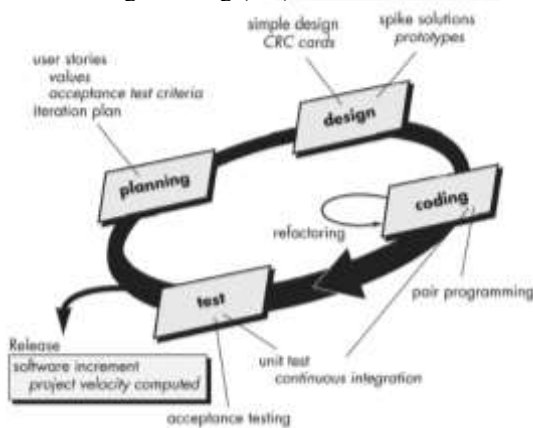 simple design
CRC cards
spike solutions
prototypes
user stories
values
acceptance test criteria
iteration plan
design
planning
coding
refactoring
test
pair programming
Release
software increment
project velocity computed
unit test
continuous integration
acceptance testing